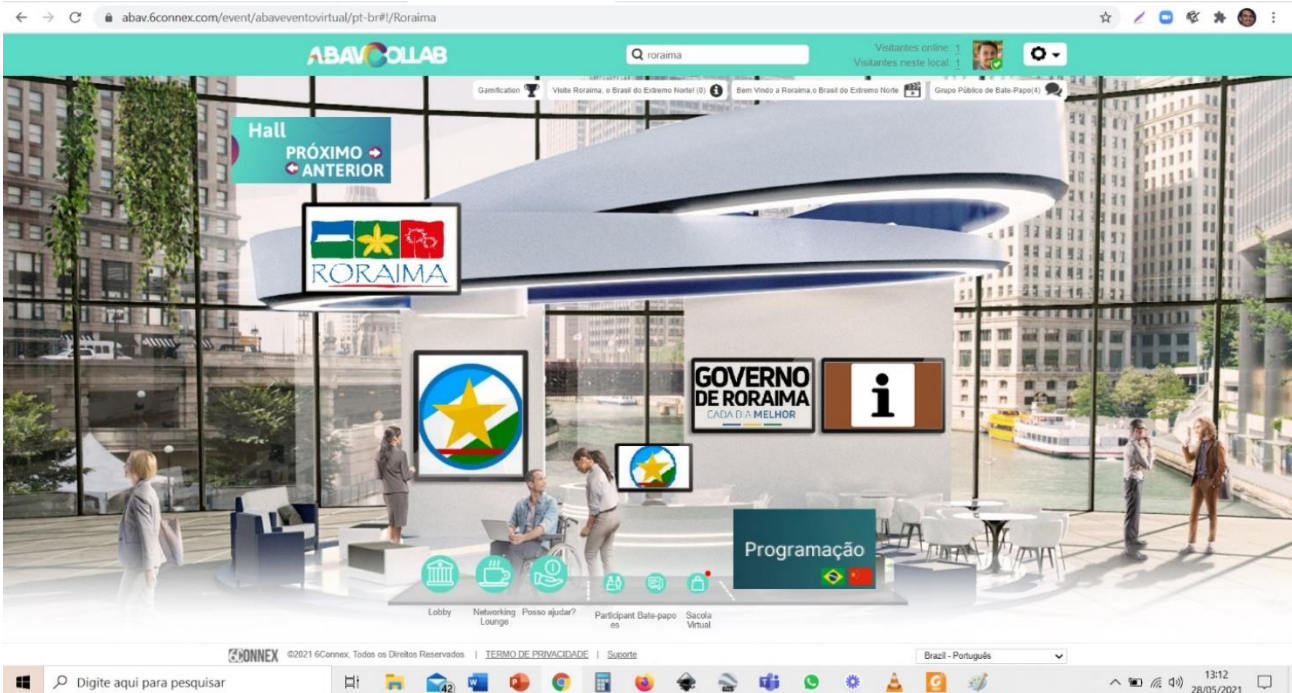 abav.6connex.com/event/abaveventovirtual/pt-br#!/Roraima
ABAVCOLLAB
roraima
Visitantes online: 1
Visitantes neste local: 1
Gamification
Visite Roraima, o Brasil do Extremo Norte! (0)
Bem Vindo a Roraima,o Brasil do Extremo Norte
Grupo Público de Bate-Papo(4)
Hall
PRÓXIMO
ANTERIOR
RORAIMA
GOVERNO
DE RORAIMA
CADA DIA MELHOR
i
Programação
Lobby
Networking
Lounge
Posso ajudar?
Participant
es
Bate-papo
Sacola
Virtual
6CONNEX
©2021 6Connex, Todos os Direitos Reservados. | TERMO DE PRIVACIDADE | Suporte
Brazil - Português
Digite aqui para pesquisar
42
13:12
28/05/2021